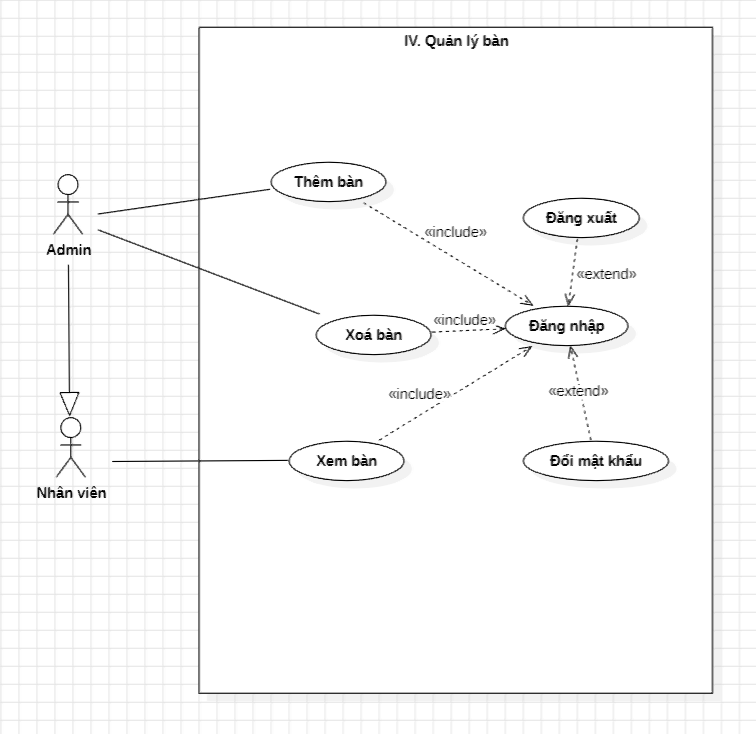 IV. Quản lý bàn
Thêm bàn
Đăng xuất
«include»
Admin
«extend»
«include»
Đăng nhập
Xoá bàn
«include»
«extend»
Xem bàn
Đổi mật khẩu
Nhân viên